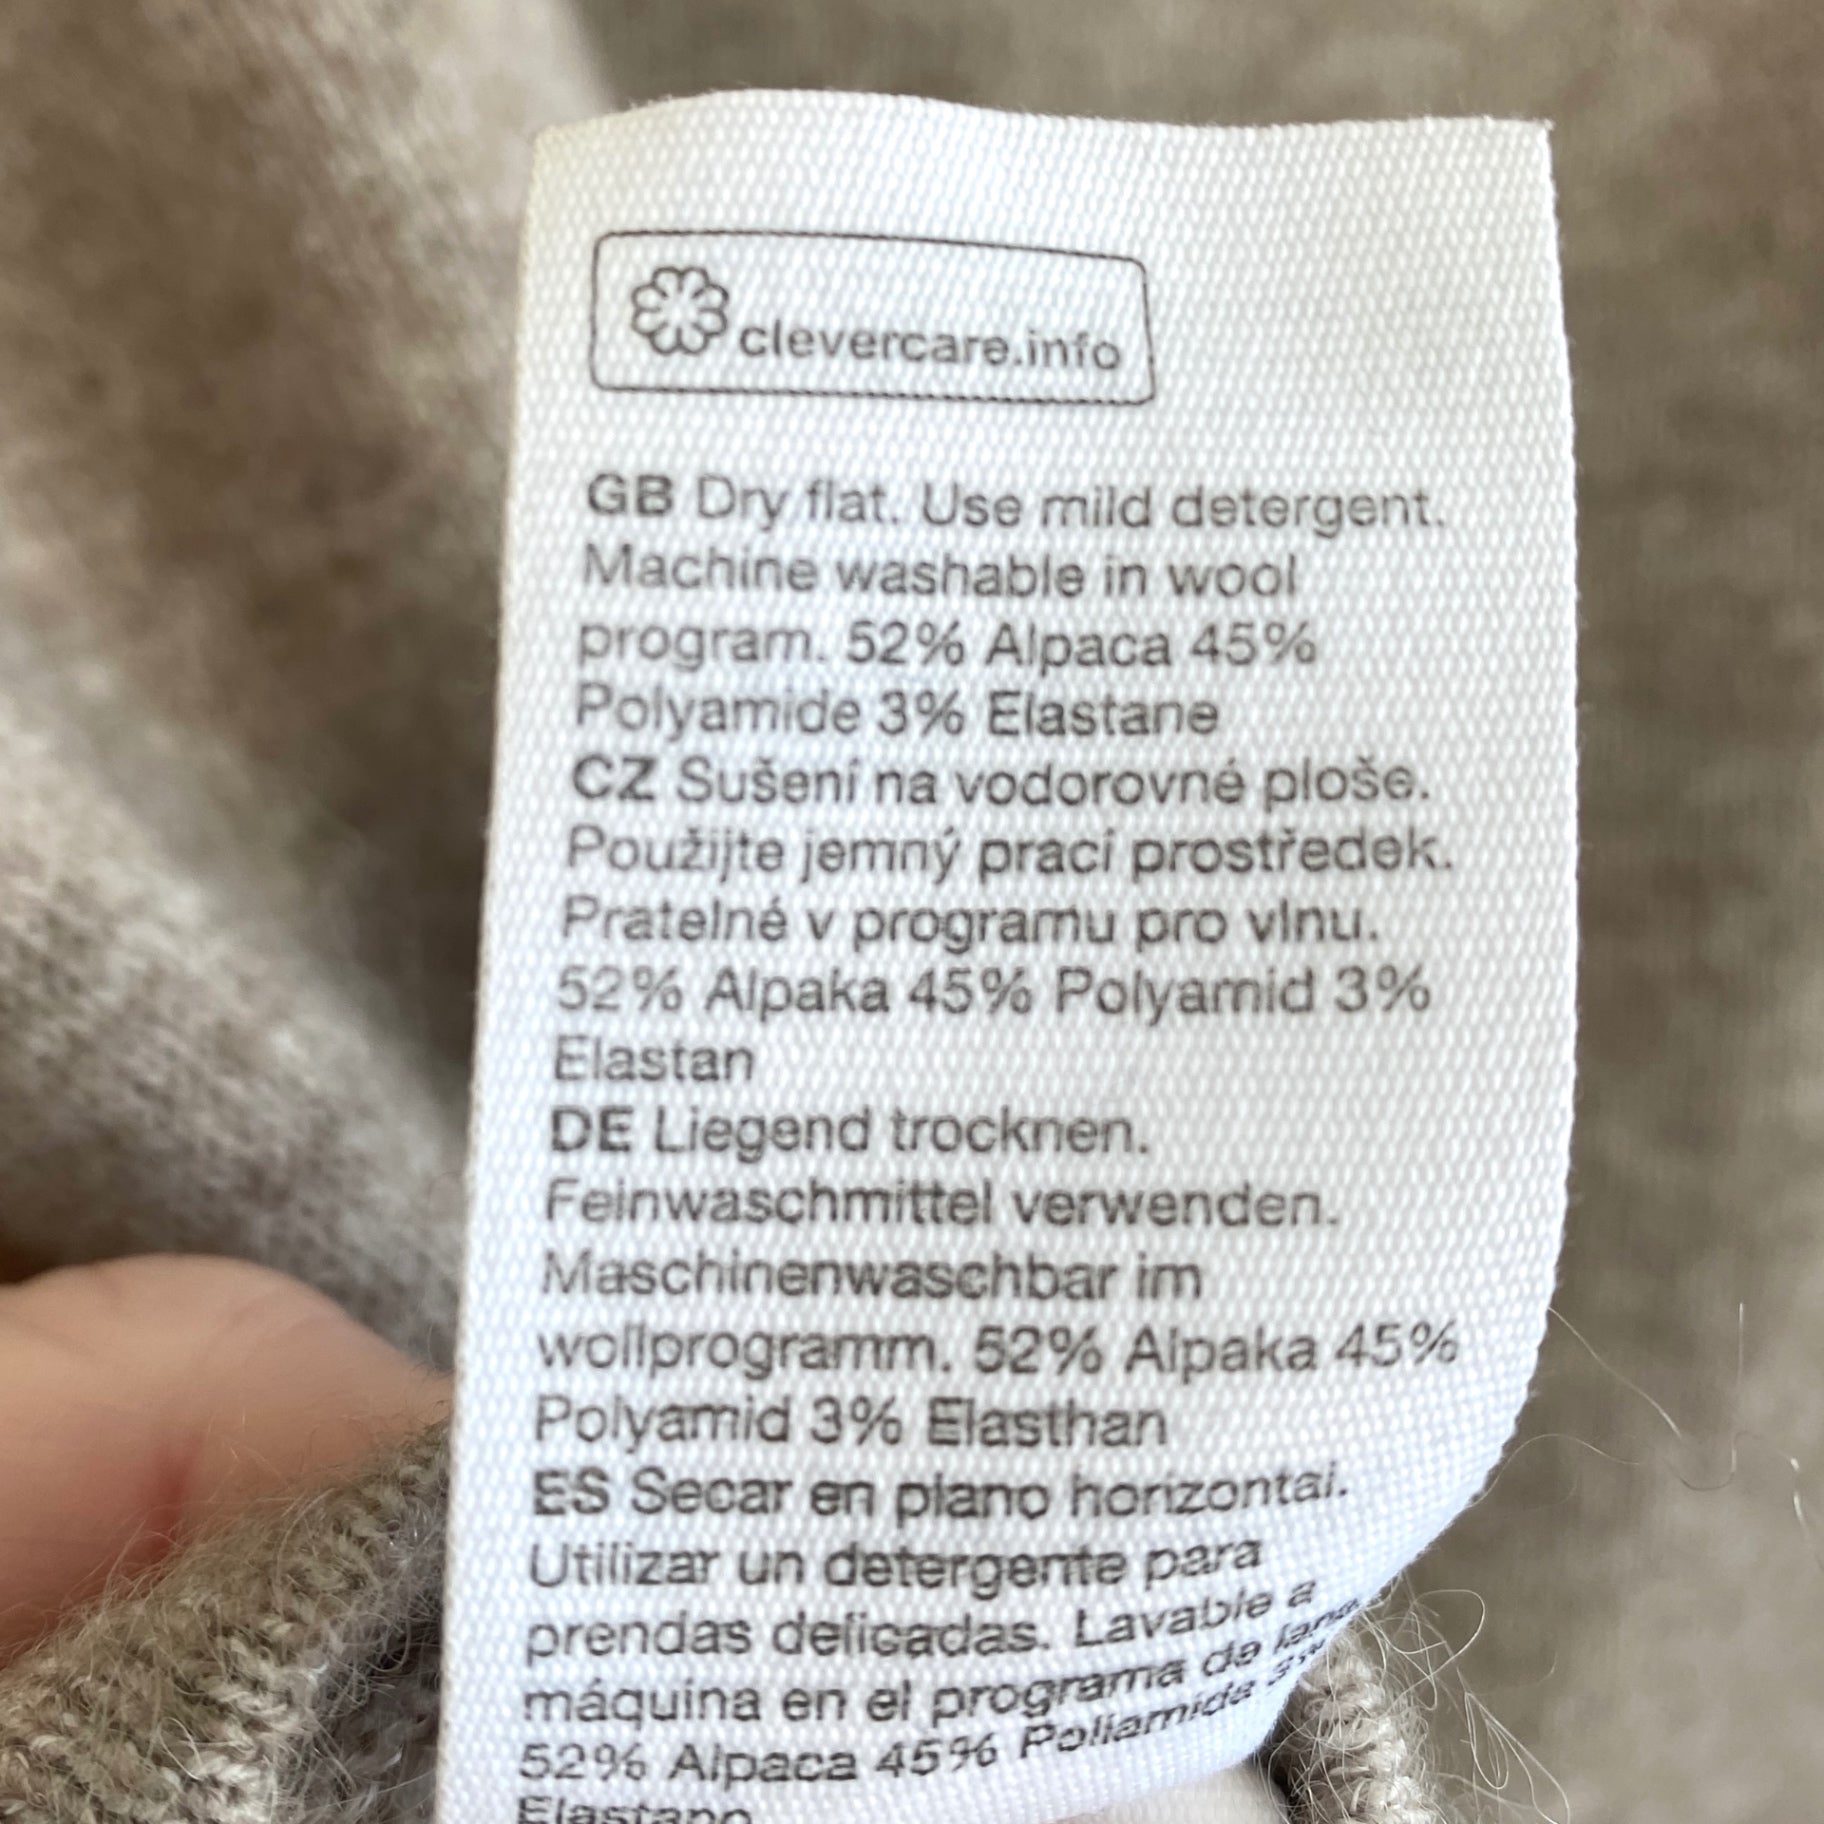 clevercare.info
GB Dry flat. Use mild detergent.
Machine washable in wool
program. 52% Alpaca 45%
Polyamide 3% Elastane
CZ Sušení na vodorovné ploše.
Použijte jemný prací prostředek.
Pratelné v programu pro vlnu.
52% Alpaka 45% Polyamid 3%
Elastan
DE Liegend trocknen.
Feinwaschmittel verwenden.
Maschinenwaschbar im
wollprogramm. 52% Alpaka 45%
Polyamid 3% Elasthan
ES Secar en plano horizontal.
Utilizar un detergente para
prendas delicadas. Lavable a
máquina en el programa de lana.
52% Alpaca 45% Poliamida 3%
Elastano